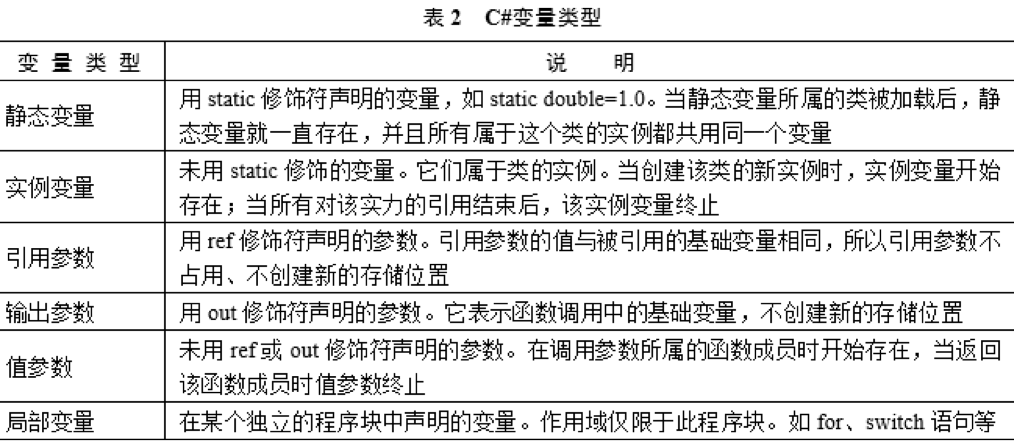 表 2 C#变量类型
变 量 类 型 说 明
静态变量
用 static 修饰符声明的变量，如 static double=1.0。当静态变量所属的类被加载后，静
态变量就一直存在，并且所有属于这个类的实例都共用同一个变量
实例变量
未用 static 修饰的变量。它们属于类的实例。当创建该类的新实例时，实例变量开始
存在；当所有对该实力的引用结束后，该实例变量终止
引用参数
用 ref 修饰符声明的参数。引用参数的值与被引用的基础变量相同，所以引用参数不
占用、不创建新的存储位置
输出参数 用 out 修饰符声明的参数。它表示函数调用中的基础变量，不创建新的存储位置
值参数
未用 ref 或 out 修饰符声明的参数。在调用参数所属的函数成员时开始存在，当返回
该函数成员时值参数终止
局部变量 在某个独立的程序块中声明的变量。作用域仅限于此程序块。如 for、switch 语句等